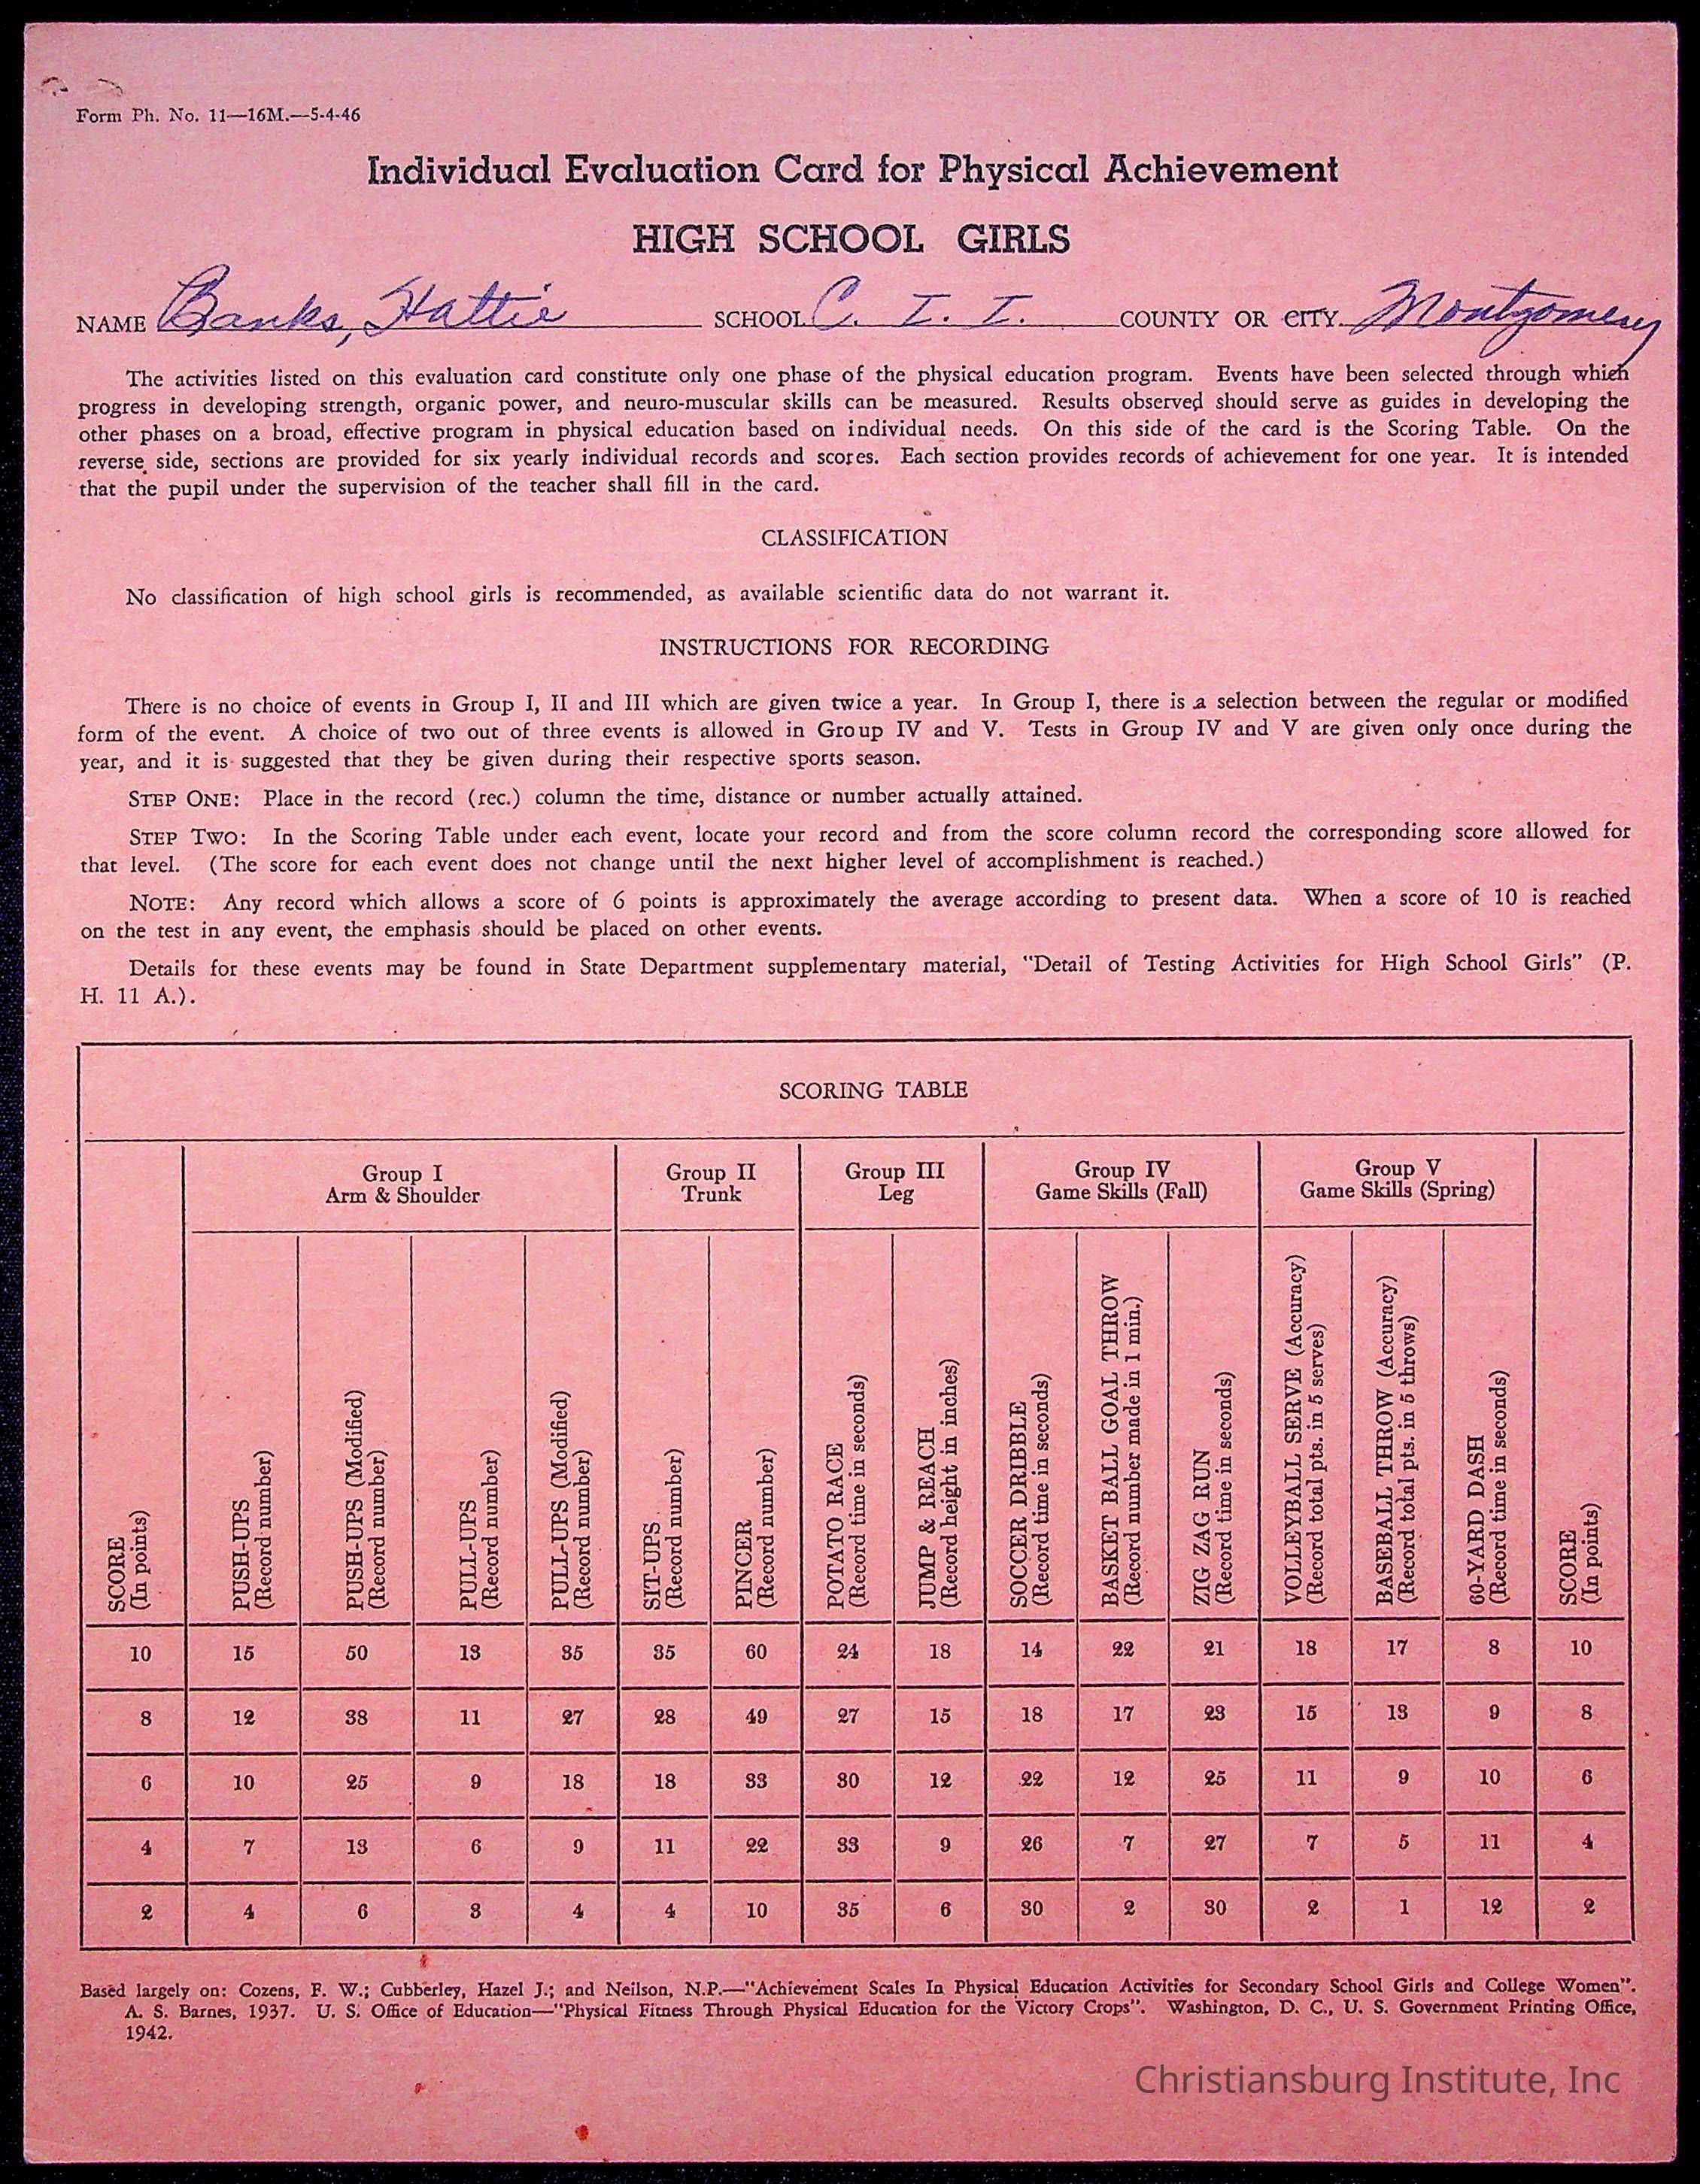 Form Ph. No. 11—16M.—5-4-46
Individual Evaluation Card for Physical Achievement
HIGH SCHOOL GIRLS
NAME Banks, Hattie SCHOOL C. I. I. COUNTY OR CITY Montgomery
The activities listed on this evaluation card constitute only one phase of the physical education program. Events have been selected through which
progress in developing strength, organic power, and neuro-muscular skills can be measured. Results observed should serve as guides in developing the
other phases on a broad, effective program in physical education based on individual needs. On this side of the card is the Scoring Table. On the
reverse side, sections are provided for six yearly individual records and scores. Each section provides records of achievement for one year. It is intended
that the pupil under the supervision of the teacher shall fill in the card.
CLASSIFICATION
No classification of high school girls is recommended, as available scientific data do not warrant it.
INSTRUCTIONS FOR RECORDING
There is no choice of events in Group I, II and III which are given twice a year. In Group I, there is a selection between the regular or modified
form of the event. A choice of two out of three events is allowed in Group IV and V. Tests in Group IV and V are given only once during the
year, and it is suggested that they be given during their respective sports season.
STEP ONE: Place in the record (rec.) column the time, distance or number actually attained.
STEP TWO: In the Scoring Table under each event, locate your record and from the score column record the corresponding score allowed for
that level. (The score for each event does not change until the next higher level of accomplishment is reached.)
NOTE: Any record which allows a score of 6 points is approximately the average according to present data. When a score of 10 is reached
on the test in any event, the emphasis should be placed on other events.
Details for these events may be found in State Department supplementary material, "Detail of Testing Activities for High School Girls" (P.
H. 11 A.).
SCORING TABLE
Group I Group II Group III Group IV Group V
Arm & Shoulder Trunk Leg Game Skills (Fall) Game Skills (Spring)
SCORE
(In points)
PUSH-UPS
(Record number)
PUSH-UPS (Modified)
(Record number)
PULL-UPS
(Record number)
PULL-UPS (Modified)
(Record number)
SIT-UPS
(Record number)
PINCER
(Record number)
POTATO RACE
(Record time in seconds)
JUMP & REACH
(Record height in inches)
SOCCER DRIBBLE
(Record time in seconds)
BASKET BALL GOAL THROW
(Record number made in 1 min.)
ZIG ZAG RUN
(Record time in seconds)
VOLLEYBALL SERVE (Accuracy)
(Record total pts. in 5 serves)
BASEBALL THROW (Accuracy)
(Record total pts. in 5 throws)
60-YARD DASH
(Record time in seconds)
SCORE
(In points)
10 15 50 13 35 35 60 24 18 14 22 21 18 17 8 10
8 12 38 11 27 28 49 27 15 18 17 23 15 13 9 8
6 10 25 9 18 18 33 30 12 22 12 25 11 9 10 6
4 7 13 6 9 11 22 33 9 26 7 27 7 5 11 4
2 4 6 3 4 4 10 35 6 30 2 30 2 1 12 2
Based largely on: Cozens, F. W.; Cubberley, Hazel J.; and Neilson, N.P.—"Achievement Scales In Physical Education Activities for Secondary School Girls and College Women".
A. S. Barnes, 1937. U. S. Office of Education—"Physical Fitness Through Physical Education for the Victory Crops". Washington, D. C., U. S. Government Printing Office,
1942.
Christiansburg Institute, Inc